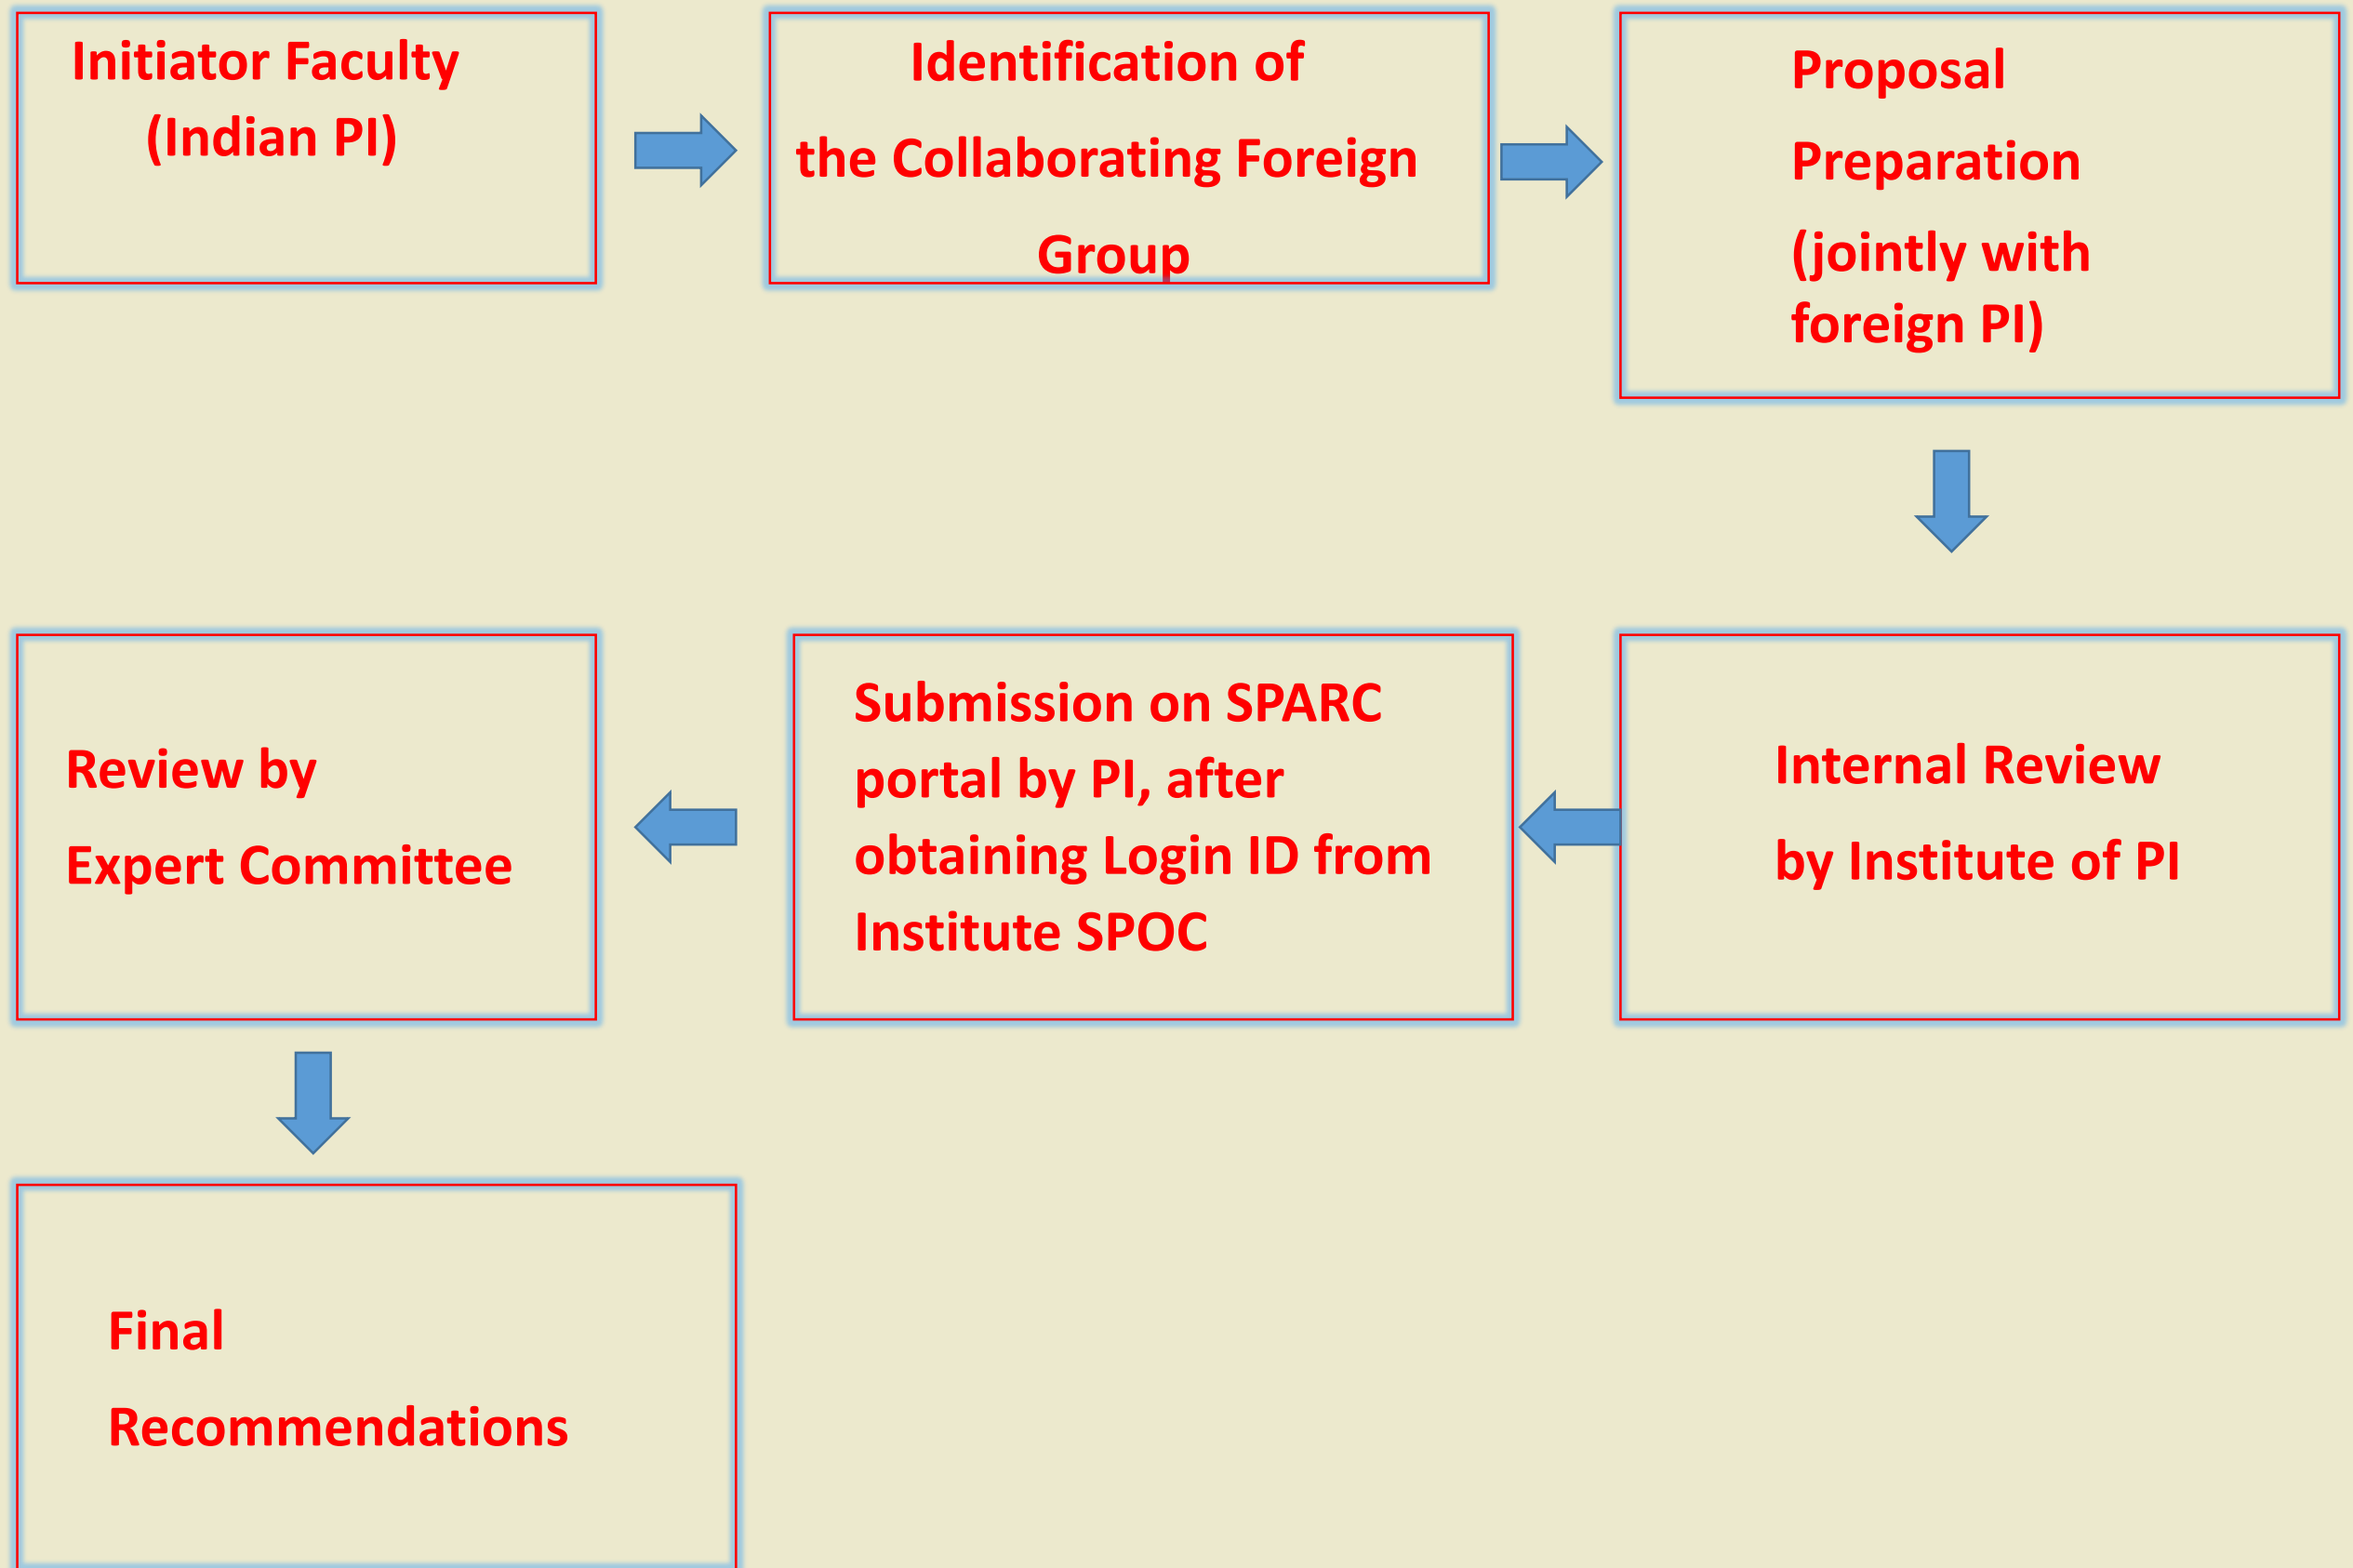 Initiator Faculty
(Indian PI)
Identification of
the Collaborating Foreign
Group
Proposal
Preparation
(jointly with
foreign PI)
Internal Review
by Institute of PI
Submission on SPARC
portal by PI, after
obtaining Login ID from
Institute SPOC
Review by
Expert Committee
Final
Recommendations